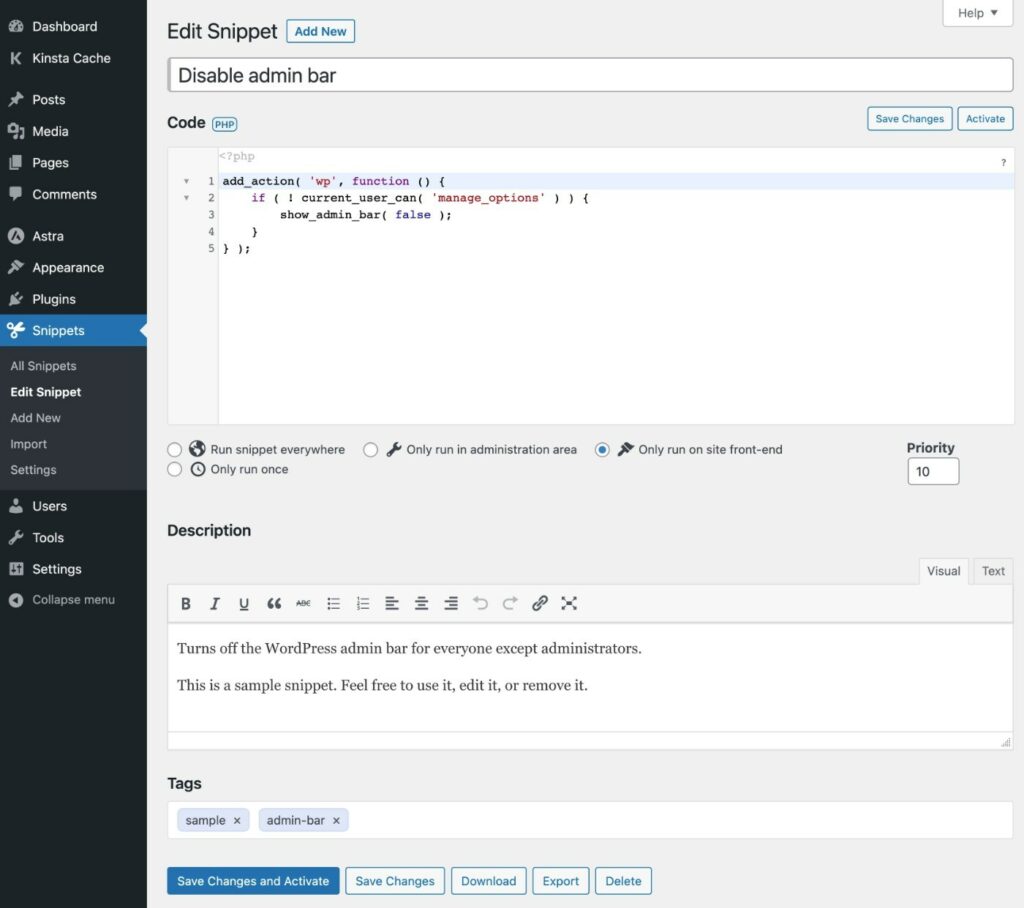 Dashboard
Kinsta Cache
Posts
Media
Pages
Comments
Astra
Appearance
Plugins
Snippets
All Snippets
Edit Snippet
Add New
Import
Settings
Users
Tools
Settings
Collapse menu
Help
Edit Snippet Add New
Disable admin bar
Code PHP
Save Changes Activate
<?php
?
1 add_action( 'wp', function () {
2 if ( ! current_user_can( 'manage_options' ) ) {
3 show_admin_bar( false );
4 }
5 } );
Run snippet everywhere Only run in administration area Only run on site front-end
Only run once
Priority
10
Description
Visual Text
B I U ABC
Turns off the WordPress admin bar for everyone except administrators.
This is a sample snippet. Feel free to use it, edit it, or remove it.
Tags
sample × admin-bar ×
Save Changes and Activate Save Changes Download Export Delete